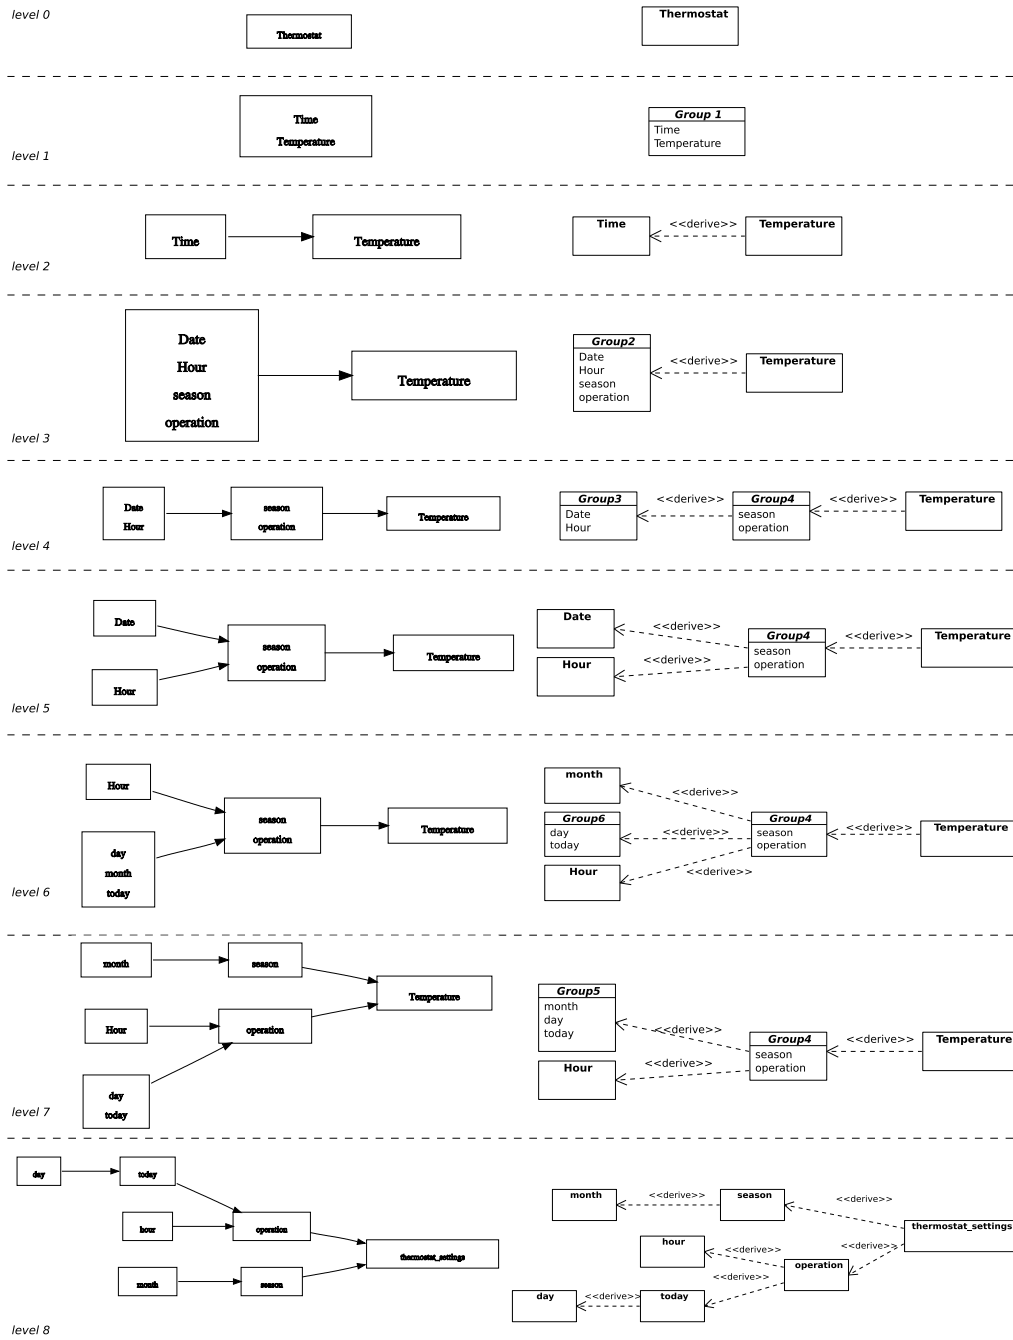 level 0
Thermostat
Thermostat
Time
Temperature
Group 1
Time
Temperature
level 1
Time
Temperature
Time
<<derive>>
Temperature
level 2
Date
Hour
season
operation
Temperature
Group2
Date
Hour
season
operation
<<derive>>
Temperature
level 3
Date
Hour
season
operation
Temperature
Group3
Date
Hour
<<derive>>
Group4
season
operation
<<derive>>
Temperature
level 4
Date
Hour
season
operation
Temperature
Date
Hour
<<derive>>
<<derive>>
Group4
season
operation
<<derive>>
Temperature
level 5
Hour
day
month
today
season
operation
Temperature
month
Group6
day
today
Hour
<<derive>>
<<derive>>
<<derive>>
Group4
season
operation
<<derive>>
Temperature
level 6
month
season
Hour
operation
day
today
Temperature
Group5
month
day
today
Hour
<<derive>>
<<derive>>
Group4
season
operation
<<derive>>
Temperature
level 7
day
today
hour
operation
month
season
thermostat_settings
month
<<derive>>
season
<<derive>>
thermostat_settings
hour
<<derive>>
operation
<<derive>>
day
<<derive>>
today
<<derive>>
level 8